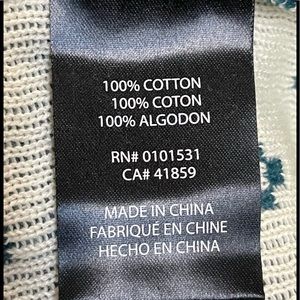 100% COTTON
100% COTON
100% ALGODON
RN# 0101531
CA# 41859
MADE IN CHINA
FABRIQUÉ EN CHINE
HECHO EN CHINA